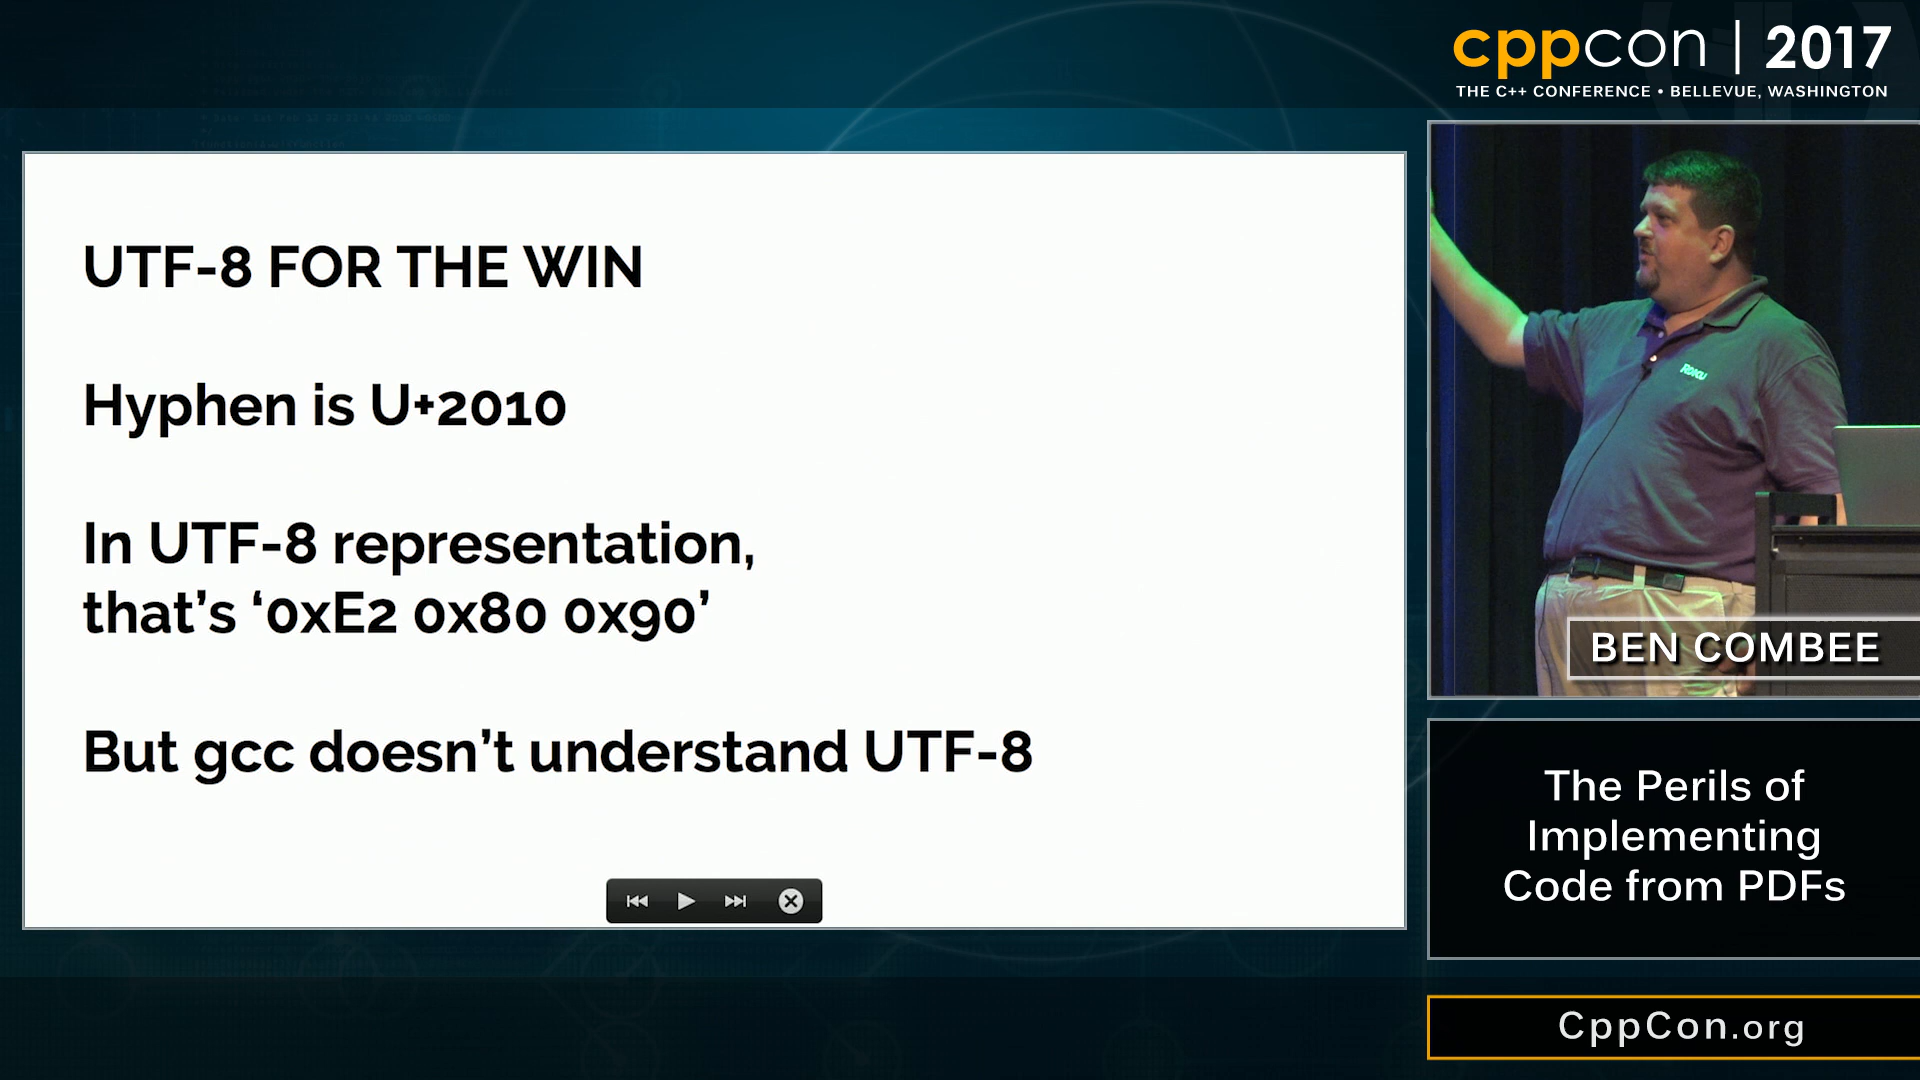 cppcon | 2017
THE C++ CONFERENCE • BELLEVUE, WASHINGTON
UTF-8 FOR THE WIN
Hyphen is U+2010
In UTF-8 representation,
that’s ‘0xE2 0x80 0x90’
But gcc doesn’t understand UTF-8
ROKU
BEN COMBEE
The Perils of
Implementing
Code from PDFs
CppCon.org